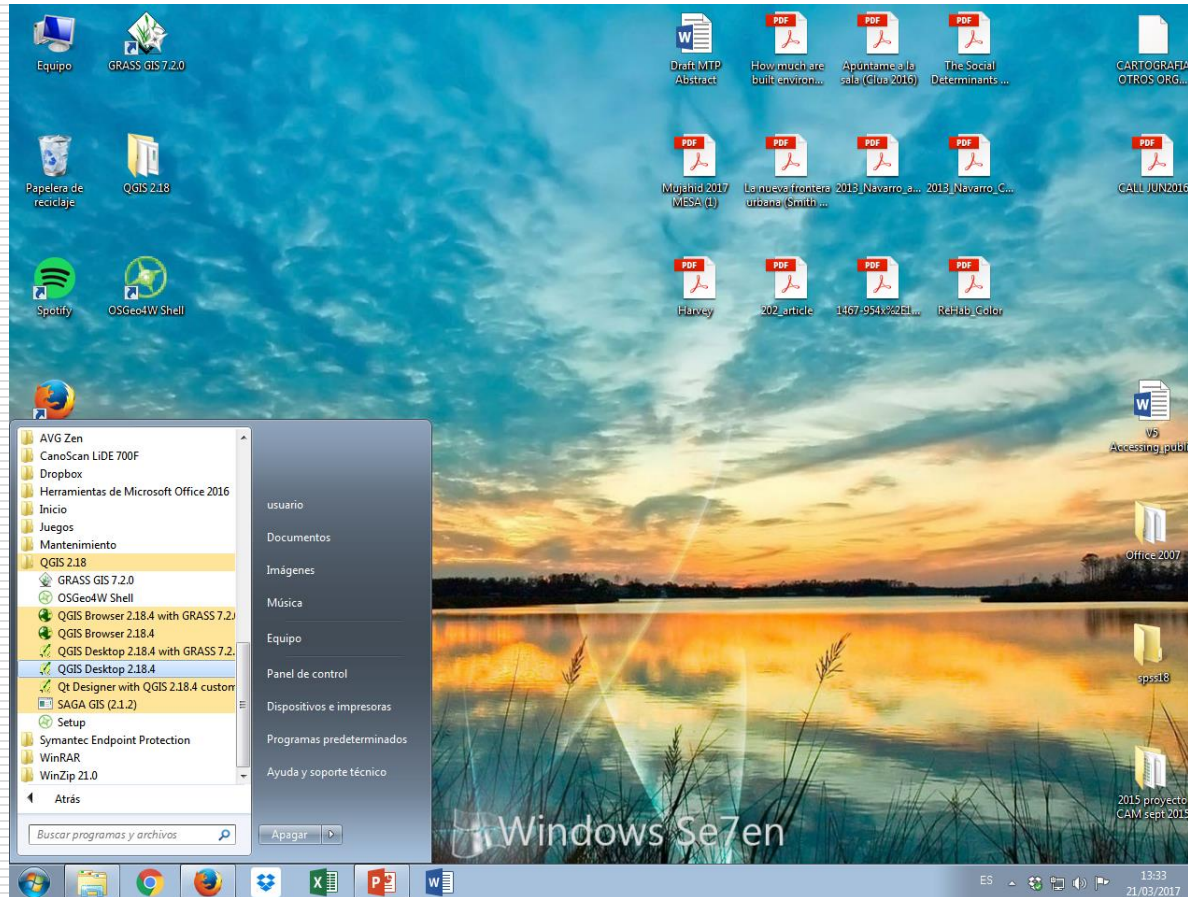 Equipo
GRASS GIS 7.2.0
Draft MTP
Abstract
How much are
built environ...
Apúntame a la
sala (Clua 2016)
The Social
Determinants ...
CARTOGRAFIA
OTROS ORG...
Papelera de
reciclaje
QGIS 2.18
Mujahid 2017
MESA (1)
La nueva frontera
urbana (Smith ...
2013_Navarro_a...
2013_Navarro_C...
CALL JUN2016
Spotify
OSGeo4W Shell
Harvey
202_article
1467-954x%2E1...
ReHab_Color
V5
Accessing_publi
Office 2007
spss18
2015 proyecto
CAM sept 2015
AVG Zen
CanoScan LiDE 700F
Dropbox
Herramientas de Microsoft Office 2016
Inicio
Juegos
Mantenimiento
QGIS 2.18
GRASS GIS 7.2.0
OSGeo4W Shell
QGIS Browser 2.18.4 with GRASS 7.2.0
QGIS Browser 2.18.4
QGIS Desktop 2.18.4 with GRASS 7.2.
QGIS Desktop 2.18.4
Qt Designer with QGIS 2.18.4 custom
SAGA GIS (2.1.2)
Setup
Symantec Endpoint Protection
WinRAR
WinZip 21.0
Atrás
Buscar programas y archivos
usuario
Documentos
Imágenes
Música
Equipo
Panel de control
Dispositivos e impresoras
Programas predeterminados
Ayuda y soporte técnico
Apagar
Windows Se7en
ES
13:33
21/03/2017